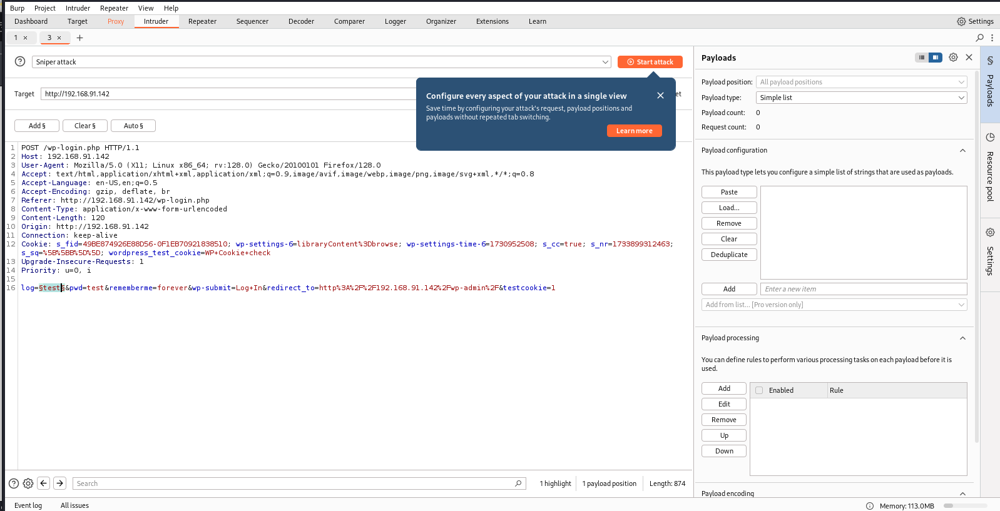 Burp Project Intruder Repeater View Help
Dashboard Target Proxy Intruder Repeater Sequencer Decoder Comparer Logger Organizer Extensions Learn Settings
1 × 3 × +
Sniper attack Start attack
Target http://192.168.91.142 et
Configure every aspect of your attack in a single view
Save time by configuring your attack's request, payload positions and
payloads without repeated tab switching.
Learn more
Add § Clear § Auto §
1 POST /wp-login.php HTTP/1.1
2 Host: 192.168.91.142
3 User-Agent: Mozilla/5.0 (X11; Linux x86_64; rv:128.0) Gecko/20100101 Firefox/128.0
4 Accept: text/html,application/xhtml+xml,application/xml;q=0.9,image/avif,image/webp,image/png,image/svg+xml,*/*;q=0.8
5 Accept-Language: en-US,en;q=0.5
6 Accept-Encoding: gzip, deflate, br
7 Referer: http://192.168.91.142/wp-login.php
8 Content-Type: application/x-www-form-urlencoded
9 Content-Length: 120
10 Origin: http://192.168.91.142
11 Connection: keep-alive
12 Cookie: s_fid=49BE874926E88D56-0F1EB70921838510; wp-settings-6=libraryContent%3Dbrowse; wp-settings-time-6=1730952508; s_cc=true; s_nr=1733899312463;
s_sq=%5B%5BB%5D%5D; wordpress_test_cookie=WP+Cookie+check
13 Upgrade-Insecure-Requests: 1
14 Priority: u=0, i
15
16 log=§test§&pwd=test&rememberme=forever&wp-submit=Log+In&redirect_to=http%3A%2F%2F192.168.91.142%2Fwp-admin%2F&testcookie=1
Search 1 highlight 1 payload position Length: 874
Event log All issues Memory: 113.0MB
Payloads
Payload position: All payload positions
Payload type: Simple list
Payload count: 0
Request count: 0
Payload configuration
This payload type lets you configure a simple list of strings that are used as payloads.
Paste
Load...
Remove
Clear
Deduplicate
Add Enter a new item
Add from list... [Pro version only]
Payload processing
You can define rules to perform various processing tasks on each payload before it is
used.
Add Enabled Rule
Edit
Remove
Up
Down
Payload encoding
§ Payloads
Resource pool
Settings